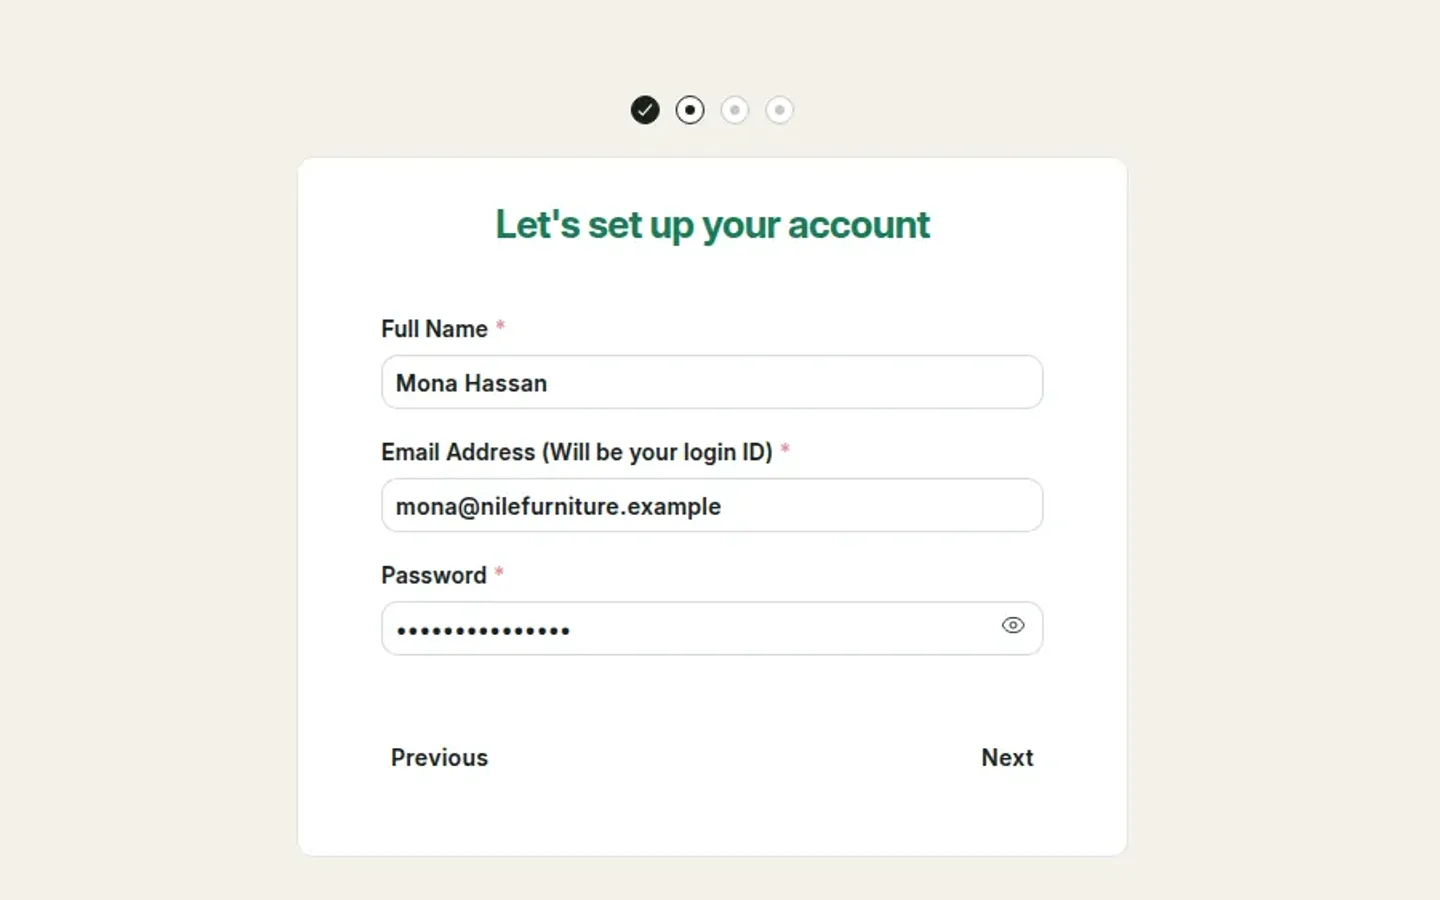 Let's set up your account
Full Name *
Mona Hassan
Email Address (Will be your login ID) *
mona@nilefurniture.example
Password *
•••••••••••••••
Previous
Next